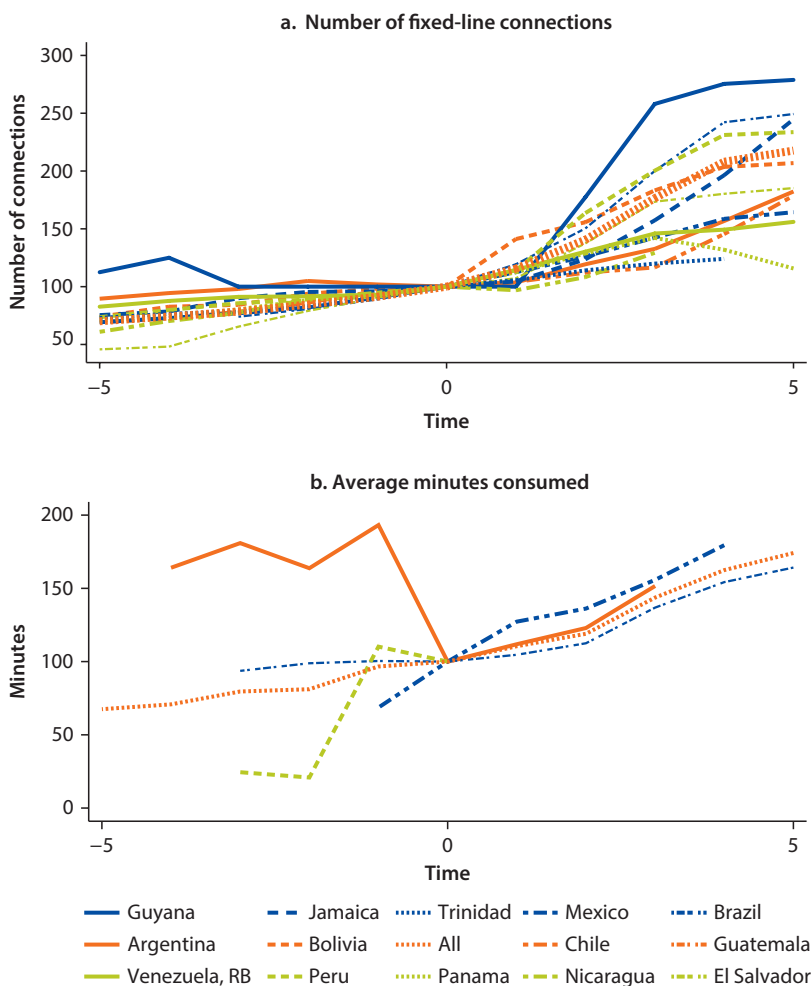 a. Number of fixed-line connections
300
250
200
150
100
50
Number of connections
−5 0 5
Time
b. Average minutes consumed
200
150
100
50
0
Minutes
−5 0 5
Time
Guyana Jamaica Trinidad Mexico Brazil
Argentina Bolivia All Chile Guatemala
Venezuela, RB Peru Panama Nicaragua El Salvador